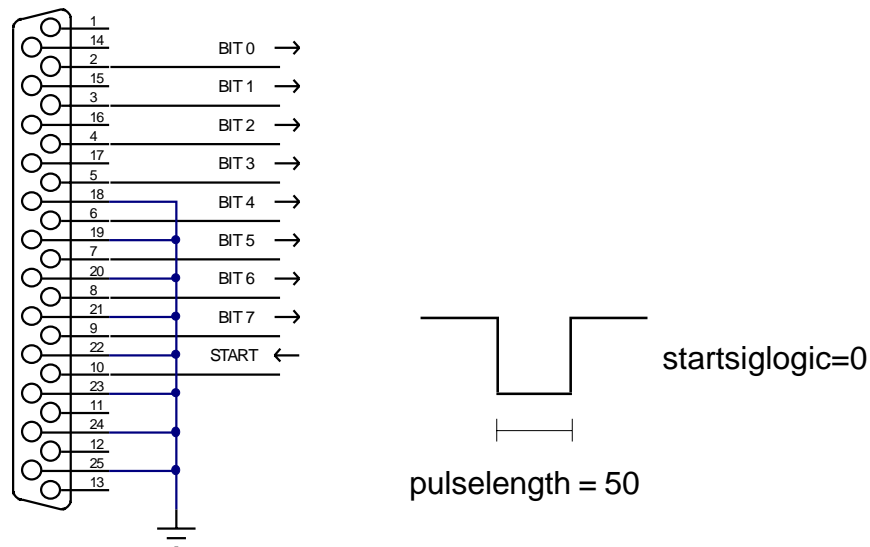 1
14
BIT 0
2
15
BIT 1
3
16
BIT 2
4
17
BIT 3
5
18
BIT 4
6
19
BIT 5
7
20
BIT 6
8
21
BIT 7
9
22
START
10
23
11
24
12
25
13
startsiglogic=0
pulselength = 50